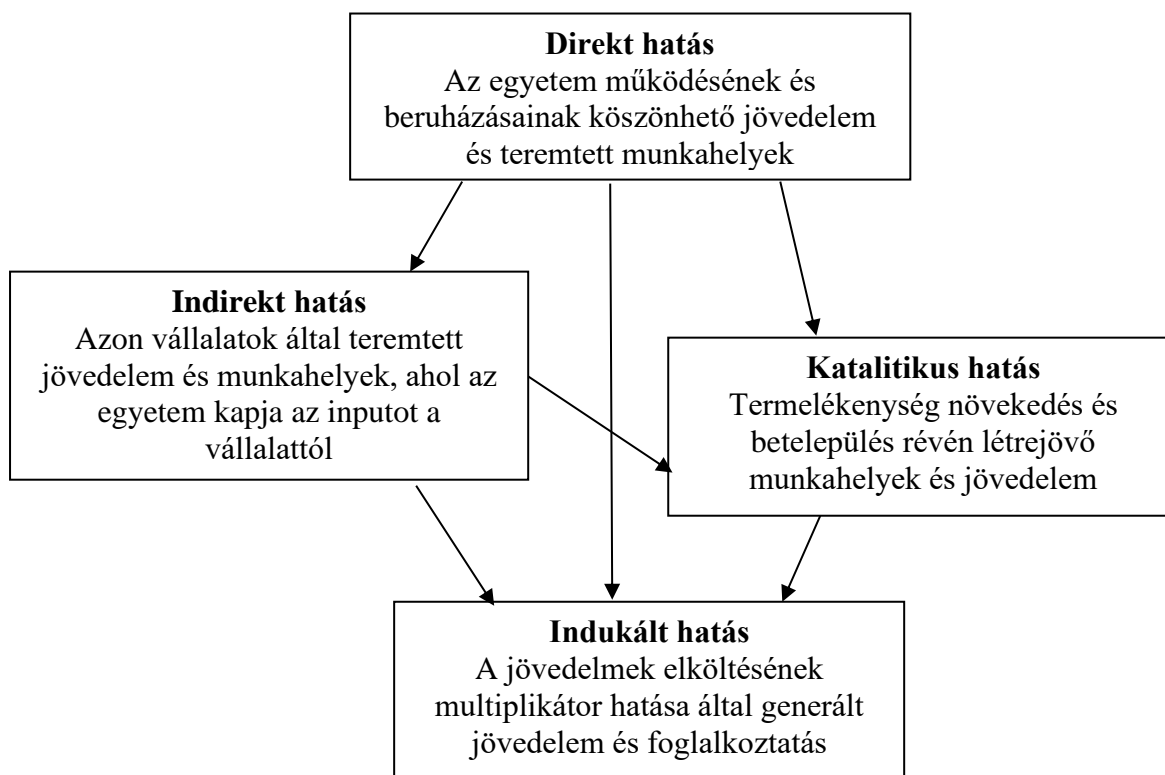 Direkt hatás
Az egyetem működésének és
beruházásainak köszönhető jövedelem
és teremtett munkahelyek
Indirekt hatás
Azon vállalatok által teremtett
jövedelem és munkahelyek, ahol az
egyetem kapja az inputot a
vállalattól
Katalitikus hatás
Termelékenység növekedés és
betelepülés révén létrejövő
munkahelyek és jövedelem
Indukált hatás
A jövedelmek elköltésének
multiplikátor hatása által generált
jövedelem és foglalkoztatás